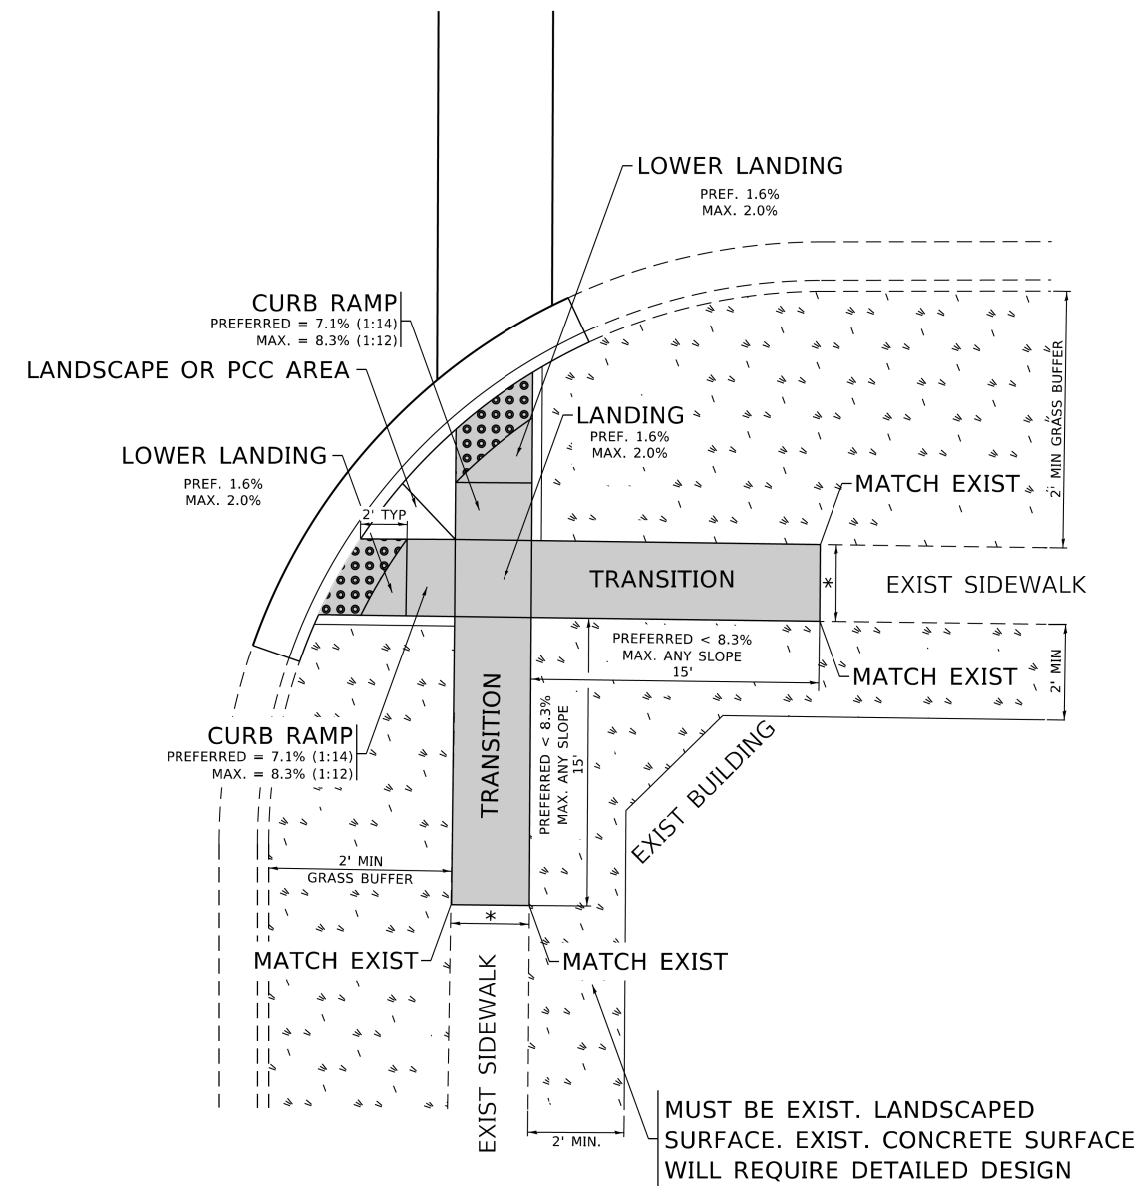 LOWER LANDING
PREF. 1.6%
MAX. 2.0%
CURB RAMP
PREFERRED = 7.1% (1:14)
MAX. = 8.3% (1:12)
LANDSCAPE OR PCC AREA
LANDING
PREF. 1.6%
MAX. 2.0%
LOWER LANDING
PREF. 1.6%
MAX. 2.0%
2' TYP
2' MIN GRASS BUFFER
MATCH EXIST
TRANSITION
*
EXIST SIDEWALK
PREFERRED < 8.3%
MAX. ANY SLOPE
15'
MATCH EXIST
2' MIN
CURB RAMP
PREFERRED = 7.1% (1:14)
MAX. = 8.3% (1:12)
TRANSITION
PREFERRED < 8.3%
MAX. ANY SLOPE
15'
EXIST BUILDING
2' MIN
GRASS BUFFER
*
MATCH EXIST
MATCH EXIST
EXIST SIDEWALK
2' MIN.
MUST BE EXIST. LANDSCAPED
SURFACE. EXIST. CONCRETE SURFACE
WILL REQUIRE DETAILED DESIGN